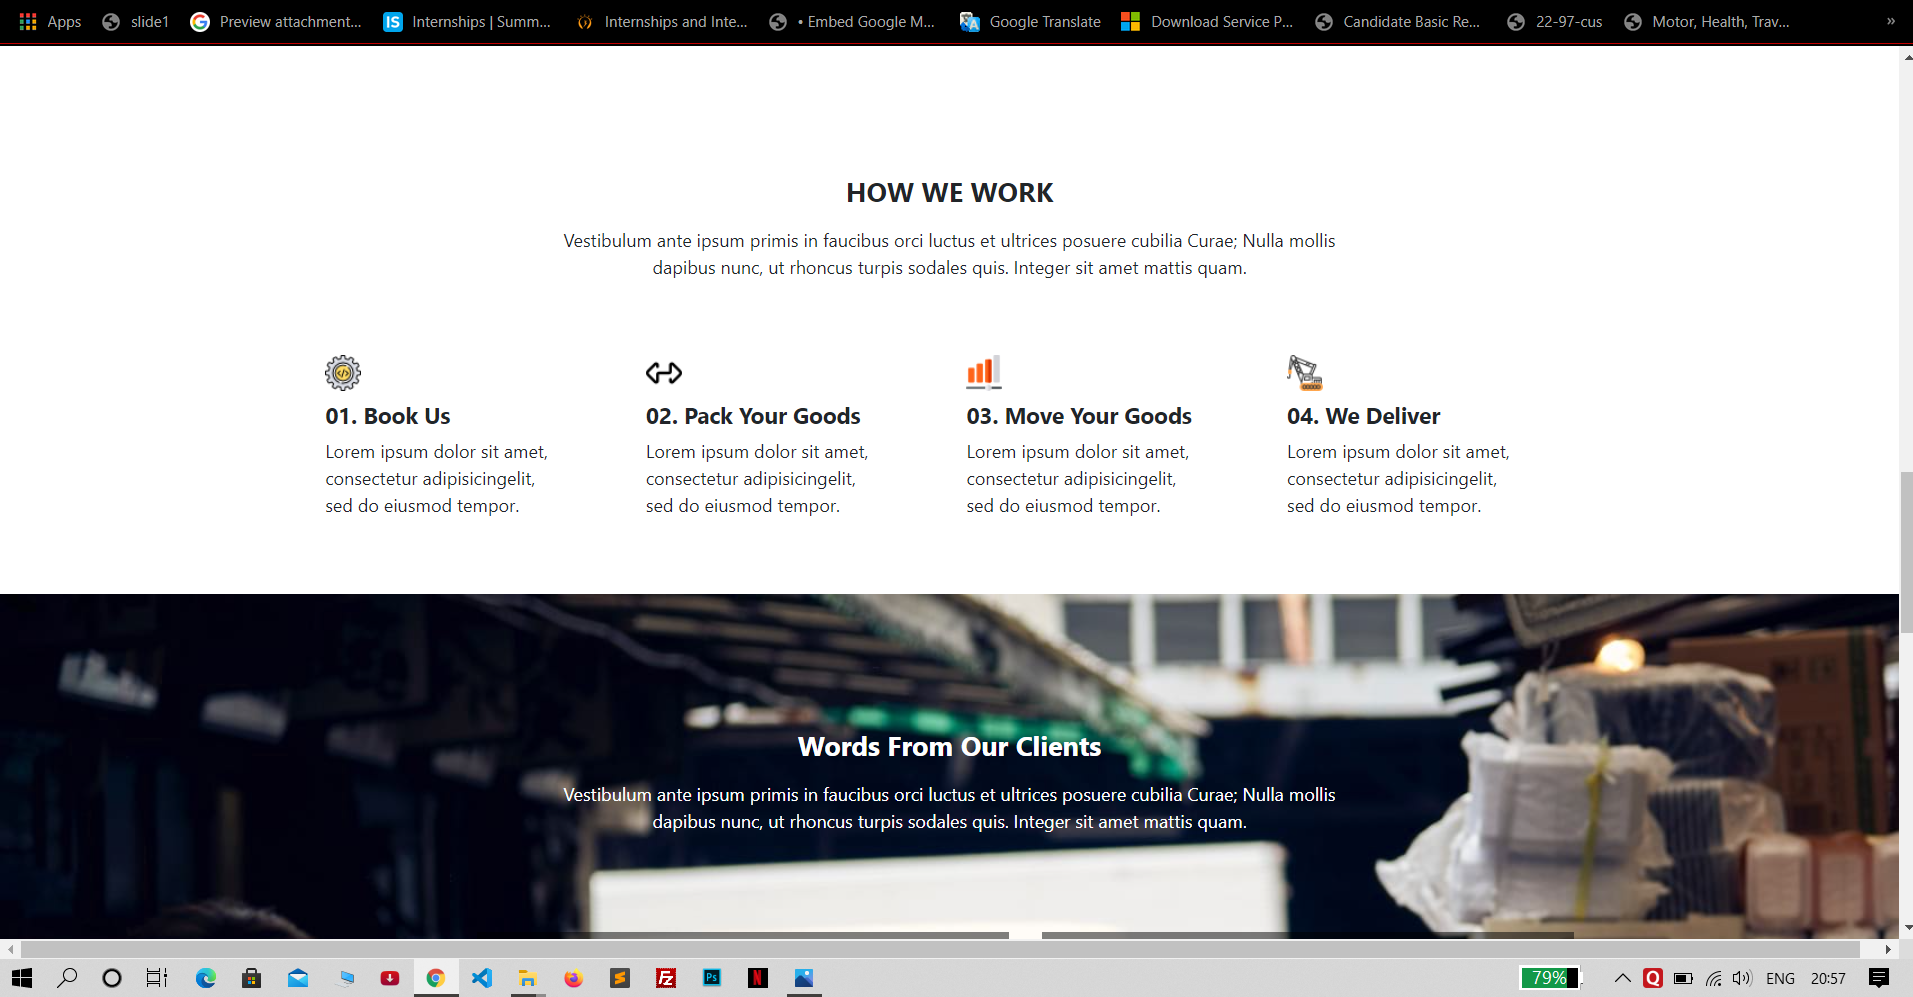 Apps slide1 Preview attachment... IS Internships | Summ... Internships and Inte... • Embed Google M... Google Translate Download Service P... Candidate Basic Re... 22-97-cus Motor, Health, Trav... »
HOW WE WORK
Vestibulum ante ipsum primis in faucibus orci luctus et ultrices posuere cubilia Curae; Nulla mollis
dapibus nunc, ut rhoncus turpis sodales quis. Integer sit amet mattis quam.
01. Book Us
Lorem ipsum dolor sit amet,
consectetur adipisicingelit,
sed do eiusmod tempor.
02. Pack Your Goods
Lorem ipsum dolor sit amet,
consectetur adipisicingelit,
sed do eiusmod tempor.
03. Move Your Goods
Lorem ipsum dolor sit amet,
consectetur adipisicingelit,
sed do eiusmod tempor.
04. We Deliver
Lorem ipsum dolor sit amet,
consectetur adipisicingelit,
sed do eiusmod tempor.
Words From Our Clients
Vestibulum ante ipsum primis in faucibus orci luctus et ultrices posuere cubilia Curae; Nulla mollis
dapibus nunc, ut rhoncus turpis sodales quis. Integer sit amet mattis quam.
Fz Ps N 79% Q ENG 20:57